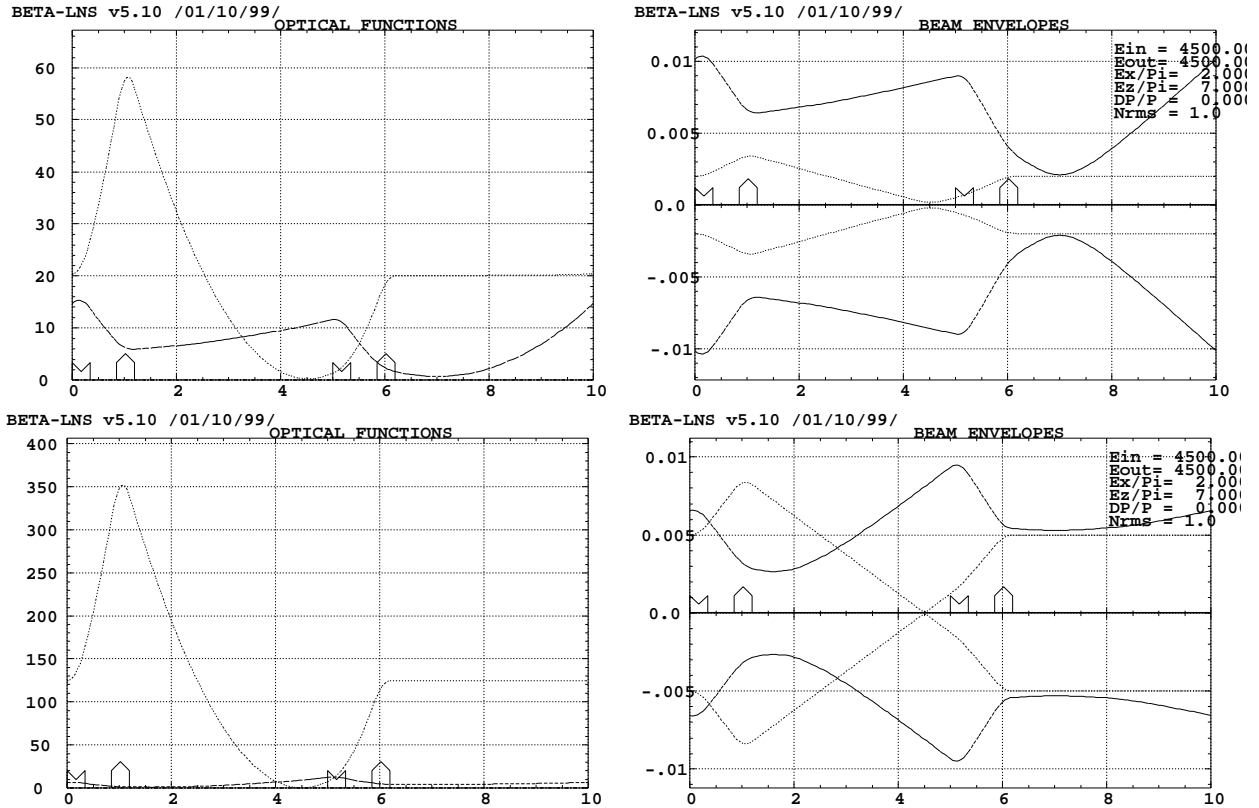 BETA-LNS v5.10 /01/10/99/
OPTICAL FUNCTIONS
60
50
40
30
20
10
0
0 2 4 6 8 10
BETA-LNS v5.10 /01/10/99/
BEAM ENVELOPES
Ein = 4500.00
Eout= 4500.00
Ex/Pi= 2.000
Ez/Pi= 7.000
DP/P = 0.000
Nrms = 1.0
0.01
0.005
0.0
-.005
-.01
0 2 4 6 8 10
BETA-LNS v5.10 /01/10/99/
OPTICAL FUNCTIONS
400
350
300
250
200
150
100
50
0
0 2 4 6 8 10
BETA-LNS v5.10 /01/10/99/
BEAM ENVELOPES
Ein = 4500.00
Eout= 4500.00
Ex/Pi= 2.000
Ez/Pi= 7.000
DP/P = 0.000
Nrms = 1.0
0.01
0.005
0.0
-.005
-.01
0 2 4 6 8 10